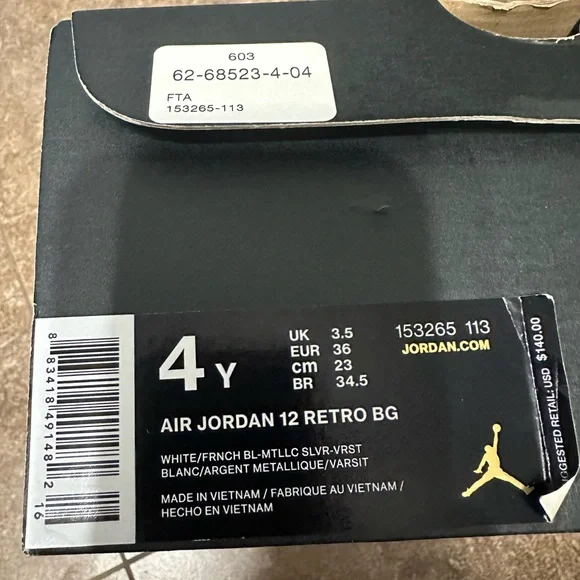 603
62-68523-4-04
FTA
153265-113
8 83418 49148 2
16
4 Y
UK 3.5
EUR 36
cm 23
BR 34.5
153265 113
JORDAN.COM
AIR JORDAN 12 RETRO BG
WHITE/FRNCH BL-MTLLC SLVR-VRST
BLANC/ARGENT METALLIQUE/VARSIT
MADE IN VIETNAM / FABRIQUE AU VIETNAM /
HECHO EN VIETNAM
GGESTED RETAIL: USD $140.00